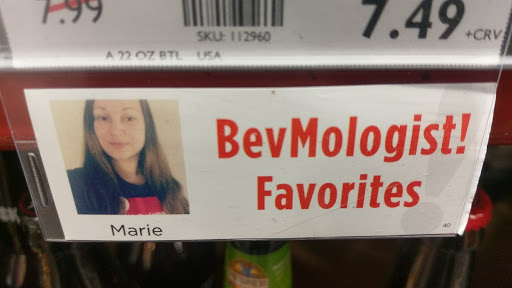 7.99
SKU: 112960
7.49 +CRV
A 22 OZ BTL USA
BevMologist!
Favorites
Marie
40